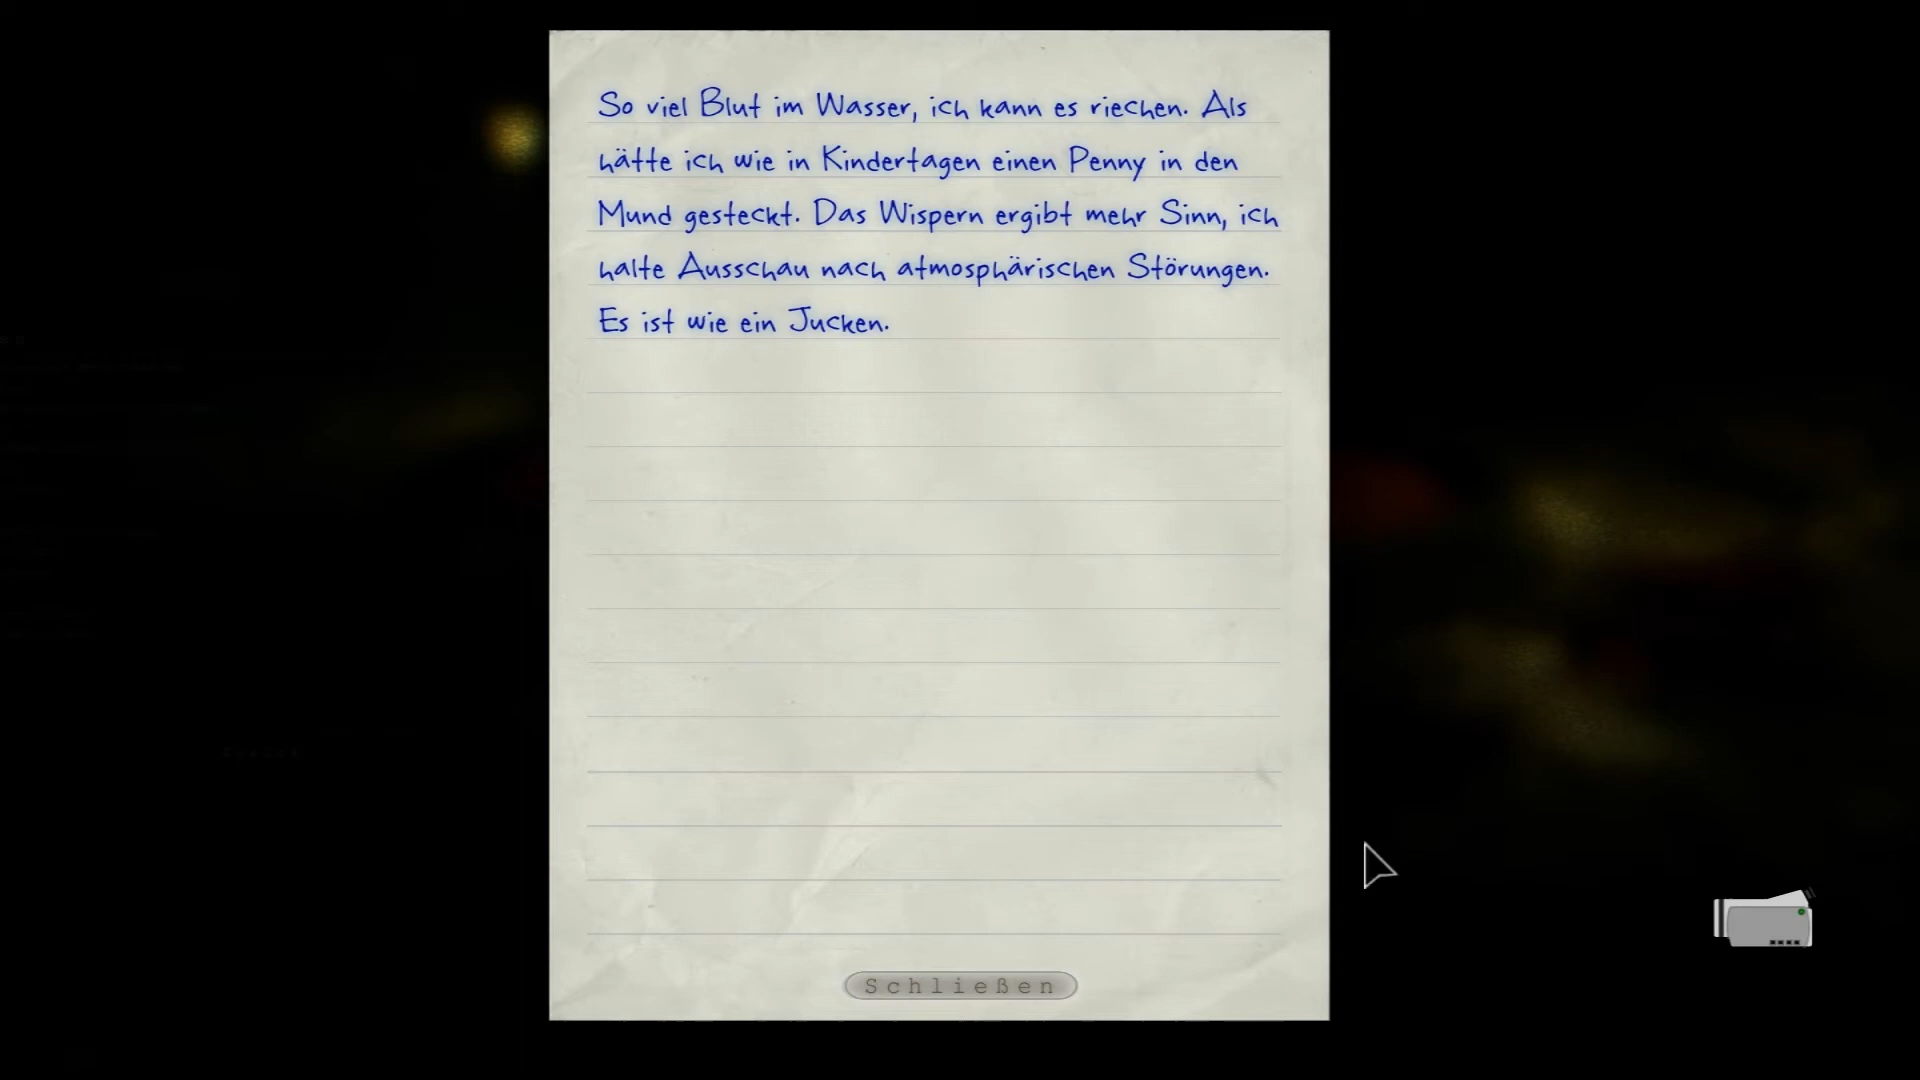 So viel Blut im Wasser, ich kann es riechen. Als
hätte ich wie in Kindertagen einen Penny in den
Mund gesteckt. Das Wispern ergibt mehr Sinn, ich
halte Ausschau nach atmosphärischen Störungen.
Es ist wie ein Jucken.
Schließen